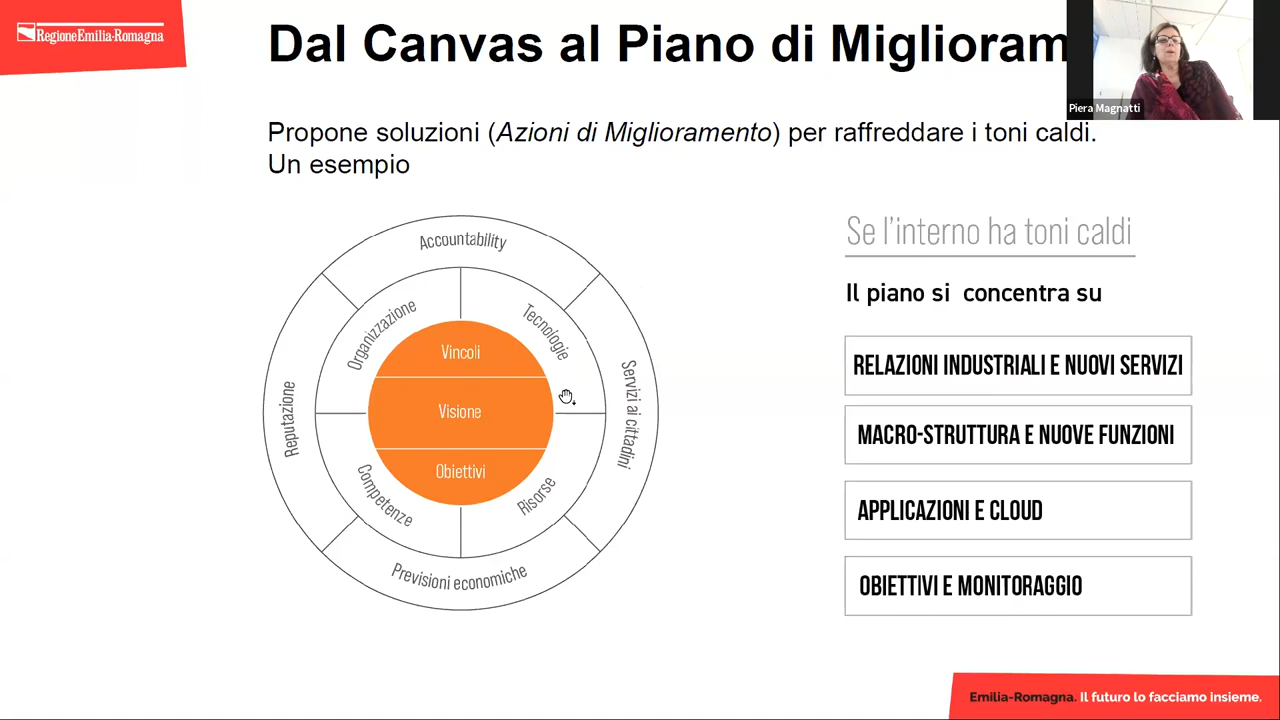 RegioneEmilia-Romagna
Dal Canvas al Piano di Miglioram
Piera Magnatti
Propone soluzioni (Azioni di Miglioramento) per raffreddare i toni caldi.
Un esempio
Accountability
Organizzazione
Tecnologie
Vincoli
Visione
Obiettivi
Reputazione
Servizi ai cittadini
Competenze
Risorse
Previsioni economiche
Se l'interno ha toni caldi
Il piano si concentra su
RELAZIONI INDUSTRIALI E NUOVI SERVIZI
MACRO-STRUTTURA E NUOVE FUNZIONI
APPLICAZIONI E CLOUD
OBIETTIVI E MONITORAGGIO
Emilia-Romagna. Il futuro lo facciamo insieme.